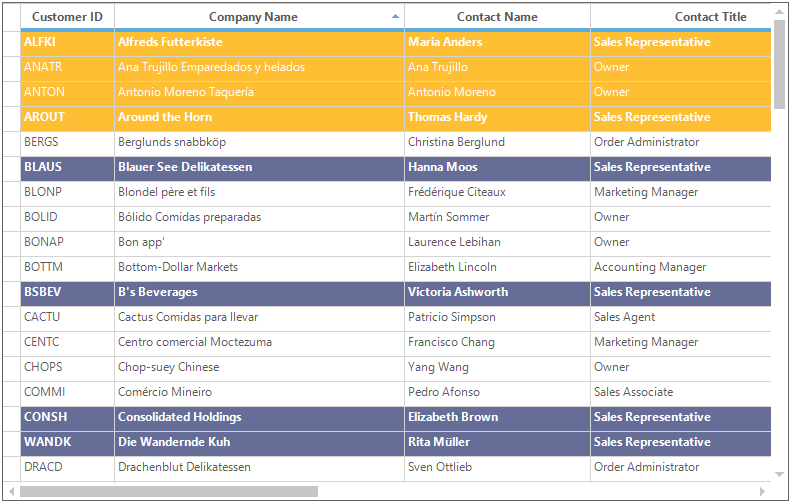 Customer ID Company Name Contact Name Contact Title
ALFKI Alfreds Futterkiste Maria Anders Sales Representative
ANATR Ana Trujillo Emparedados y helados Ana Trujillo Owner
ANTON Antonio Moreno Taquería Antonio Moreno Owner
AROUT Around the Horn Thomas Hardy Sales Representative
BERGS Berglunds snabbköp Christina Berglund Order Administrator
BLAUS Blauer See Delikatessen Hanna Moos Sales Representative
BLONP Blondel père et fils Frédérique Citeaux Marketing Manager
BOLID Bólido Comidas preparadas Martín Sommer Owner
BONAP Bon app' Laurence Lebihan Owner
BOTTM Bottom-Dollar Markets Elizabeth Lincoln Accounting Manager
BSBEV B's Beverages Victoria Ashworth Sales Representative
CACTU Cactus Comidas para llevar Patricio Simpson Sales Agent
CENTC Centro comercial Moctezuma Francisco Chang Marketing Manager
CHOPS Chop-suey Chinese Yang Wang Owner
COMMI Comércio Mineiro Pedro Afonso Sales Associate
CONSH Consolidated Holdings Elizabeth Brown Sales Representative
WANDK Die Wandernde Kuh Rita Müller Sales Representative
DRACD Drachenblut Delikatessen Sven Ottlieb Order Administrator